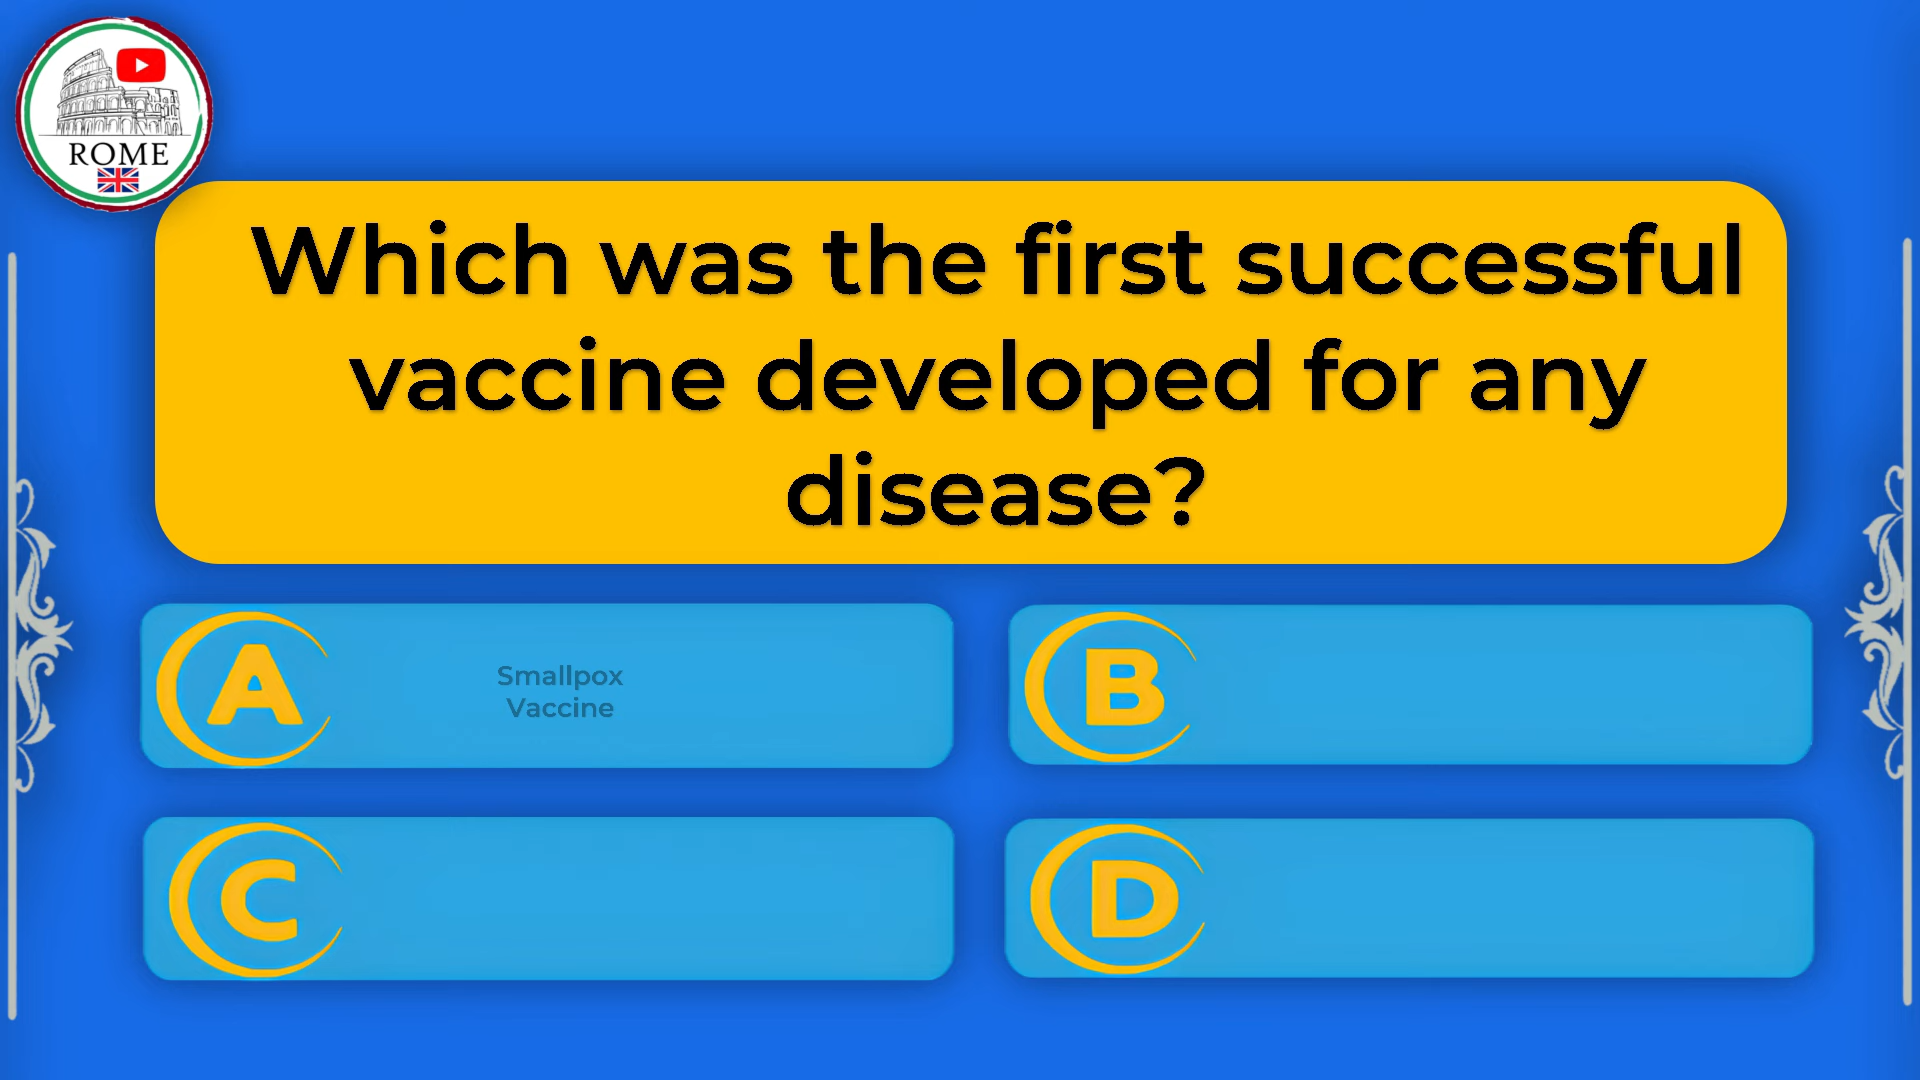 ROME
Which was the first successful
vaccine developed for any
disease?
A
Smallpox
Vaccine
B
C
D